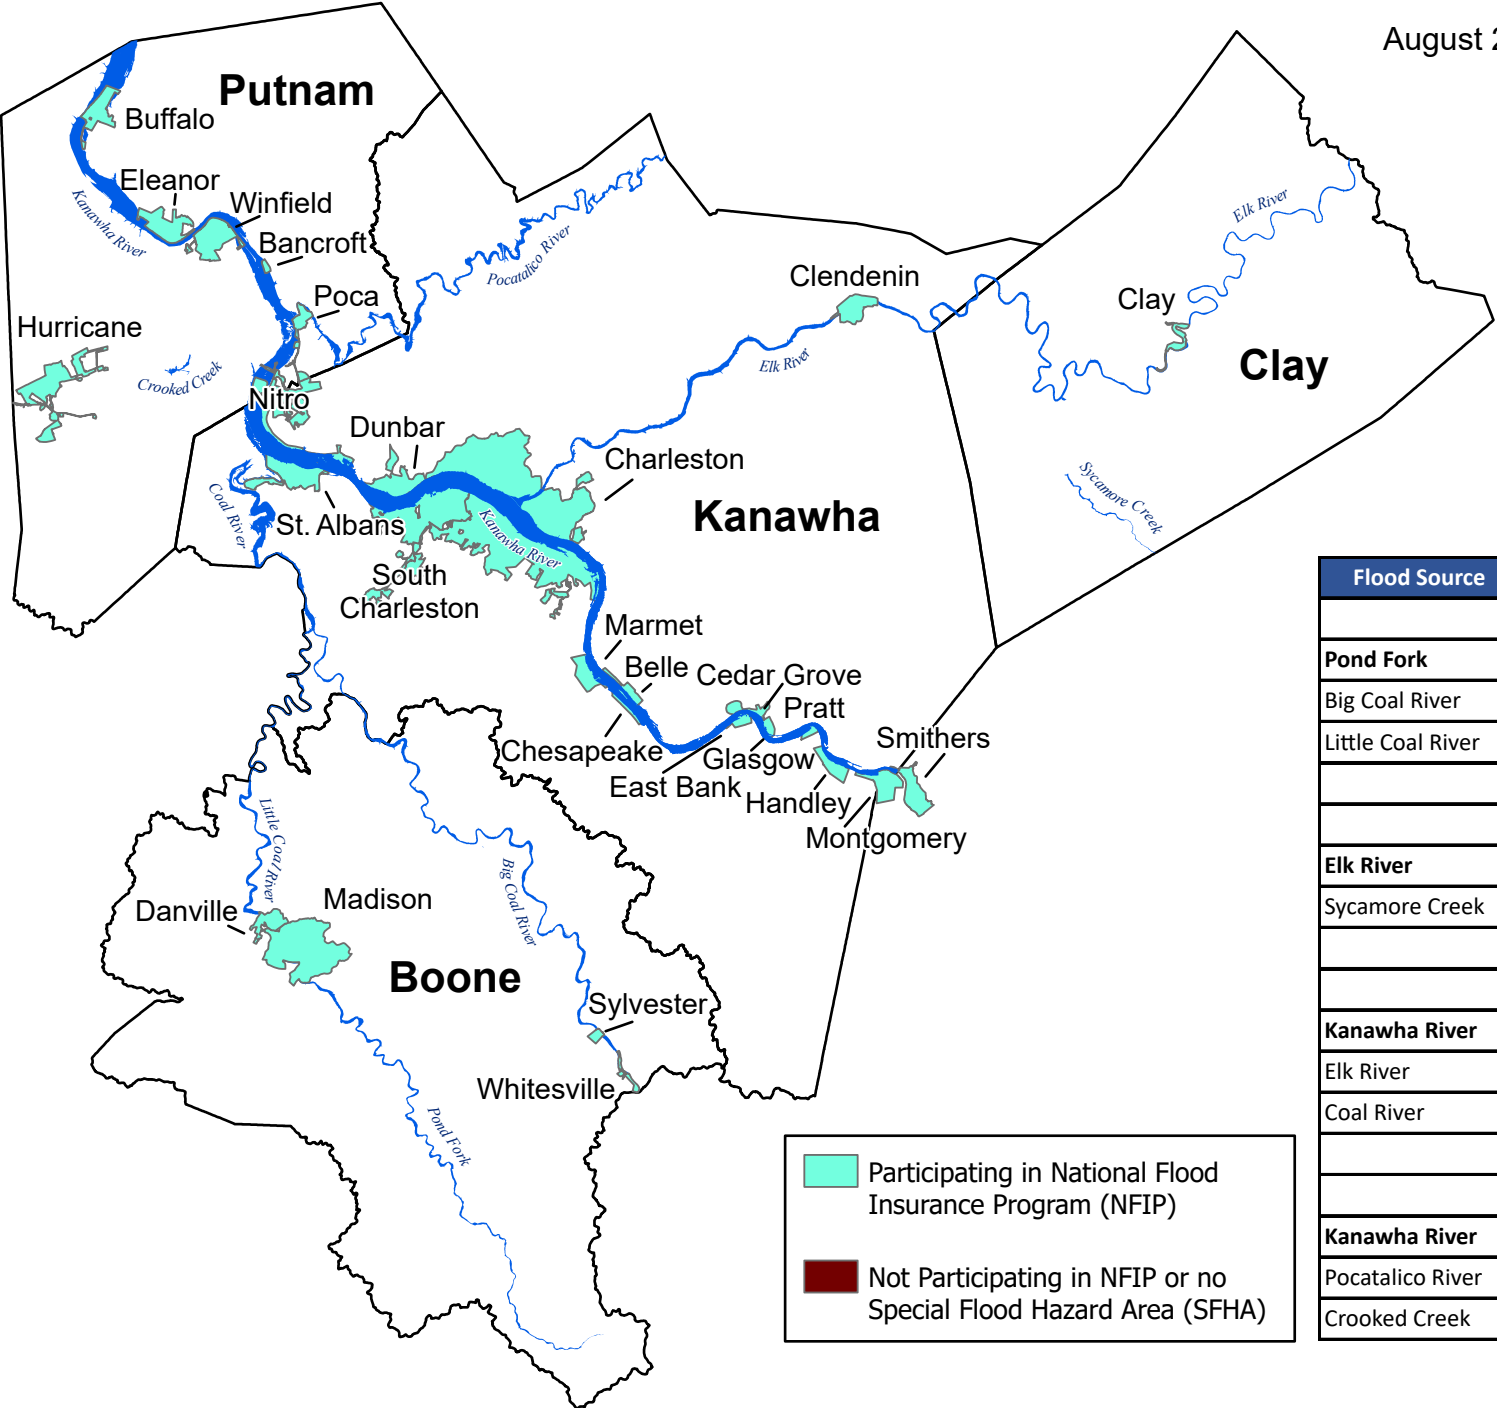 August 2
Putnam
Buffalo
Eleanor
Winfield
Kanawha River
Bancroft
Pocatalico River
Elk River
Poca
Clendenin
Clay
Hurricane
Crooked Creek
Elk River
Clay
Nitro
Dunbar
Charleston
Sycamore Creek
Coal River
St. Albans
Kanawha River
Kanawha
South
Charleston
Marmet
Belle
Cedar Grove
Pratt
Chesapeake
Glasgow
Smithers
East Bank
Handley
Montgomery
Little Coal River
Big Coal River
Danville
Madison
Boone
Sylvester
Whitesville
Pond Fork
Participating in National Flood
Insurance Program (NFIP)
Not Participating in NFIP or no
Special Flood Hazard Area (SFHA)
Flood Source
Pond Fork
Big Coal River
Little Coal River
Elk River
Sycamore Creek
Kanawha River
Elk River
Coal River
Kanawha River
Pocatalico River
Crooked Creek